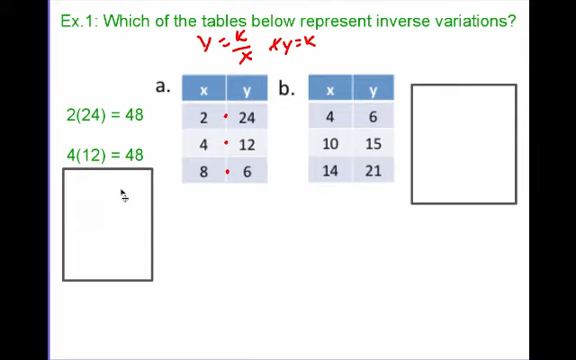 Ex.1: Which of the tables below represent inverse variations?
y = k/x xy = k
a.
x y
2 · 24
4 · 12
8 · 6
b.
x y
4 6
10 15
14 21
2(24) = 48
4(12) = 48